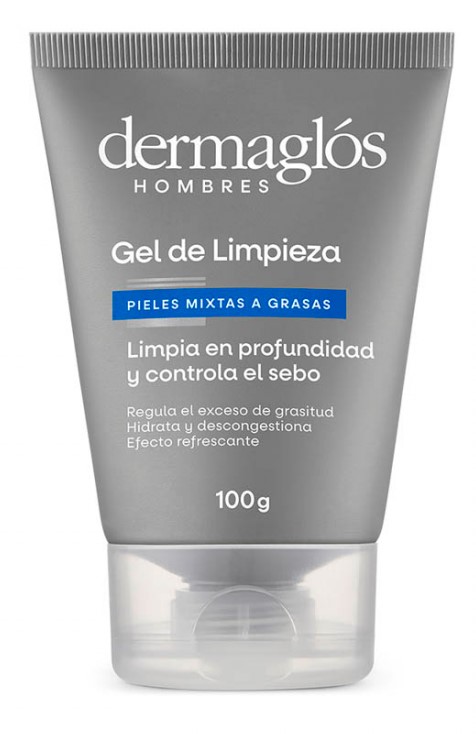 dermaglós
HOMBRES
Gel de Limpieza
PIELES MIXTAS A GRASAS
Limpia en profundidad
y controla el sebo
Regula el exceso de grasitud
Hidrata y descongestiona
Efecto refrescante
100g